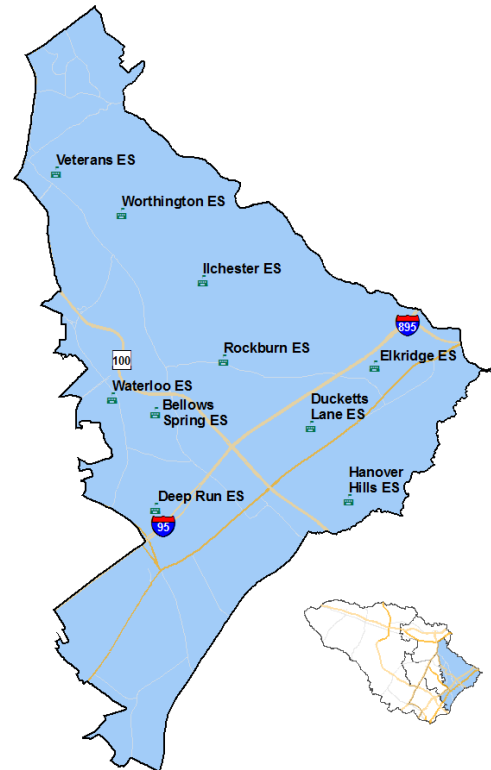 Veterans ES
Worthington ES
Ilchester ES
895
Rockburn ES
100
Elkridge ES
Waterloo ES
Bellows
Spring ES
Ducketts
Lane ES
Hanover
Hills ES
Deep Run ES
95